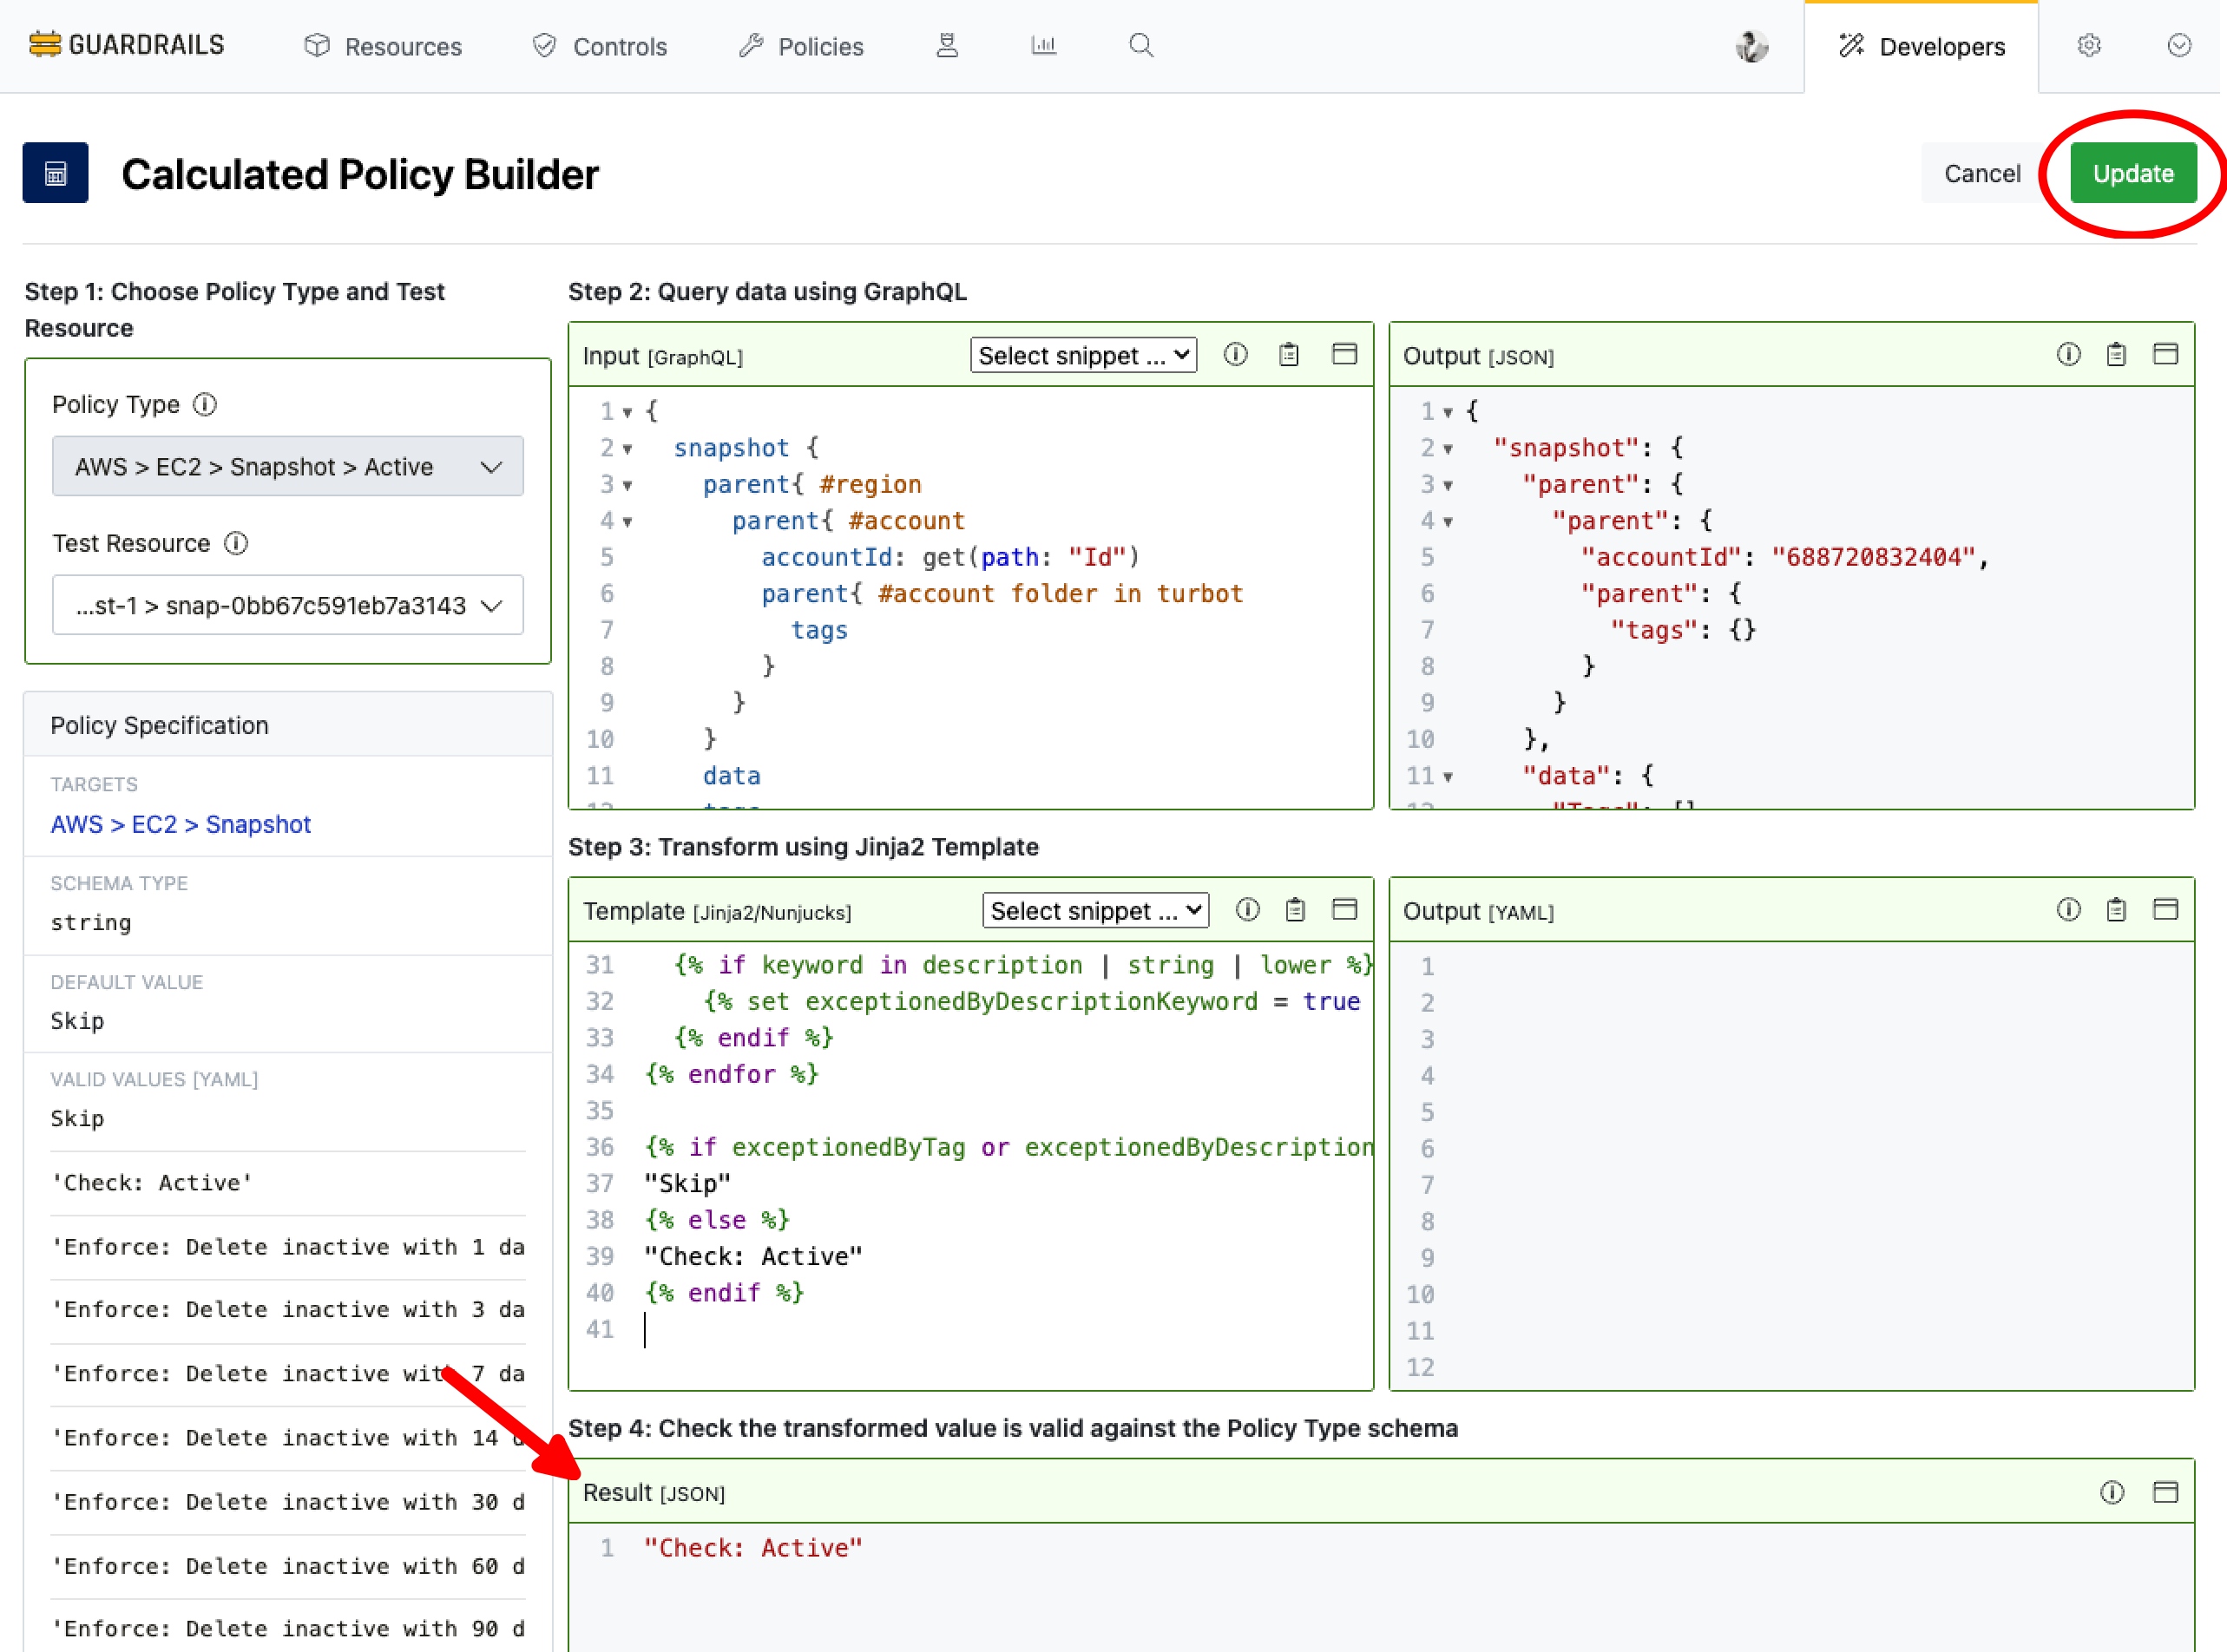 GUARDRAILS
Resources
Controls
Policies
Developers
Calculated Policy Builder
Cancel
Update
Step 1: Choose Policy Type and Test
Resource
Policy Type
AWS > EC2 > Snapshot > Active
Test Resource
...st-1 > snap-0bb67c591eb7a3143
Policy Specification
TARGETS
AWS > EC2 > Snapshot
SCHEMA TYPE
string
DEFAULT VALUE
Skip
VALID VALUES [YAML]
Skip
'Check: Active'
'Enforce: Delete inactive with 1 da
'Enforce: Delete inactive with 3 da
'Enforce: Delete inactive wit 7 da
'Enforce: Delete inactive with 14 d
'Enforce: Delete inactive with 30 d
'Enforce: Delete inactive with 60 d
'Enforce: Delete inactive with 90 d
Step 2: Query data using GraphQL
Input [GraphQL]
Select snippet ...
1 {
2 snapshot {
3 parent{ #region
4 parent{ #account
5 accountId: get(path: "Id")
6 parent{ #account folder in turbot
7 tags
8 }
9 }
10 }
11 data
12 tags
Output [JSON]
1 {
2 "snapshot": {
3 "parent": {
4 "parent": {
5 "accountId": "688720832404",
6 "parent": {
7 "tags": {}
8 }
9 }
10 },
11 "data": {
12 "Tags": []
Step 3: Transform using Jinja2 Template
Template [Jinja2/Nunjucks]
Select snippet ...
31 {% if keyword in description | string | lower %}
32 {% set exceptionedByDescriptionKeyword = true
33 {% endif %}
34 {% endfor %}
35
36 {% if exceptionedByTag or exceptionedByDescription
37 "Skip"
38 {% else %}
39 "Check: Active"
40 {% endif %}
41
Output [YAML]
1
2
3
4
5
6
7
8
9
10
11
12
Step 4: Check the transformed value is valid against the Policy Type schema
Result [JSON]
1 "Check: Active"